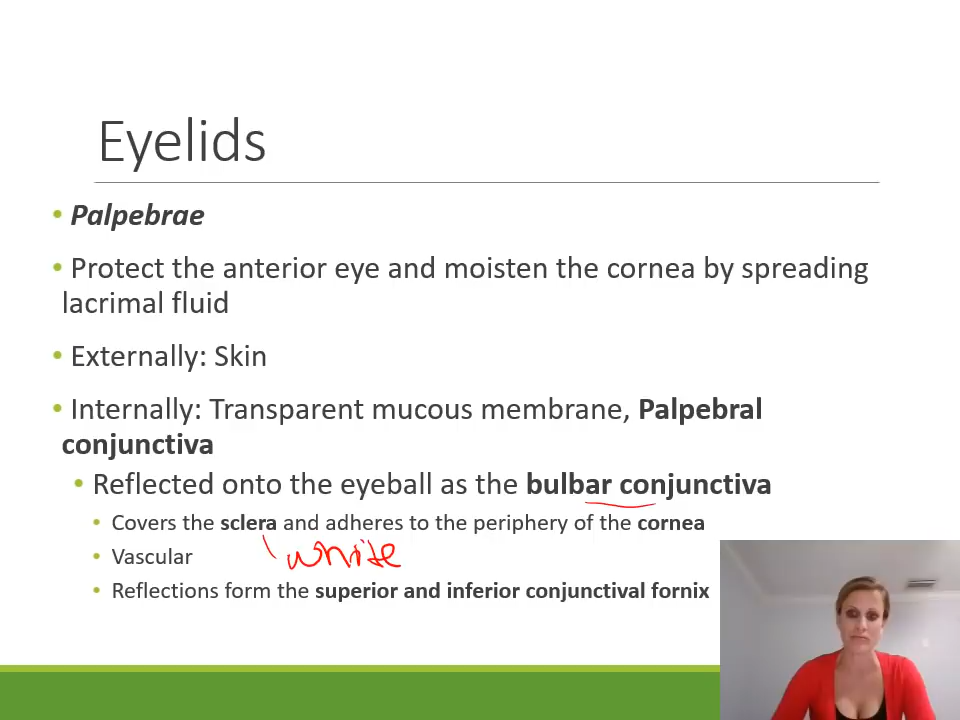 Eyelids
• Palpebrae
• Protect the anterior eye and moisten the cornea by spreading
lacrimal fluid
• Externally: Skin
• Internally: Transparent mucous membrane, Palpebral
conjunctiva
• Reflected onto the eyeball as the bulbar conjunctiva
• Covers the sclera and adheres to the periphery of the cornea
• Vascular
white
• Reflections form the superior and inferior conjunctival fornix